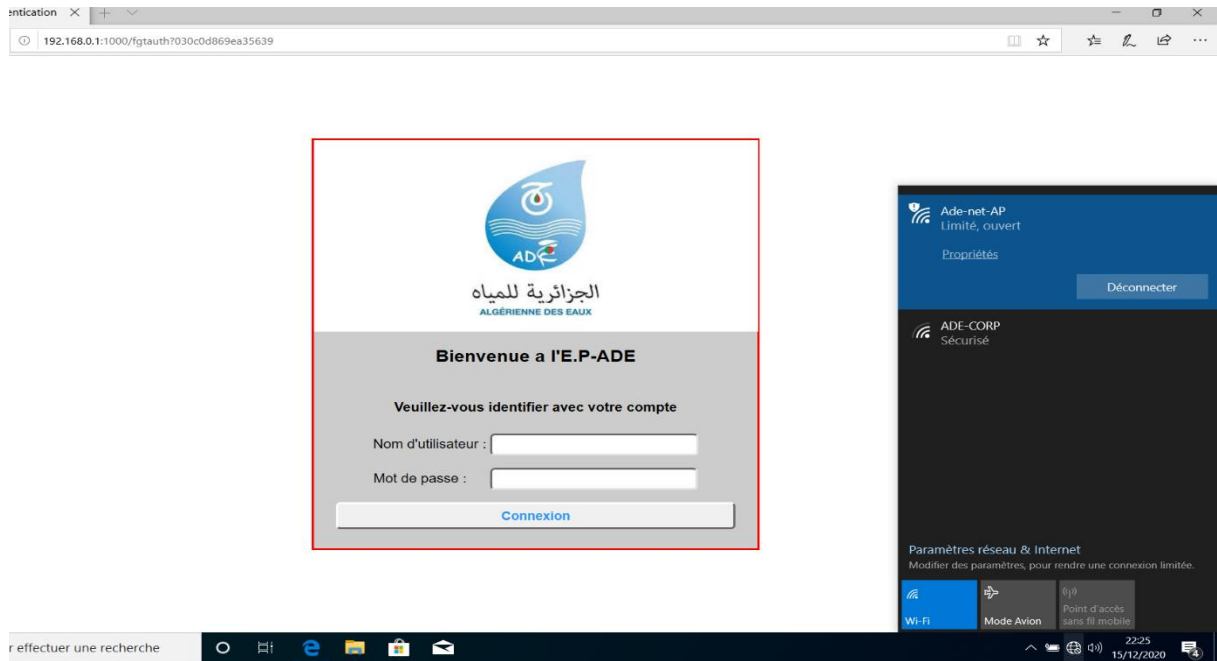 entication
192.168.0.1:1000/fgtauth?030c0d869ea35639
ADE
الجزائرية للمياه
ALGÉRIENNE DES EAUX
Bienvenue a l'E.P-ADE
Veuillez-vous identifier avec votre compte
Nom d'utilisateur :
Mot de passe :
Connexion
Ade-net-AP
Limité, ouvert
Propriétés
Déconnecter
ADE-CORP
Sécurisé
Paramètres réseau & Internet
Modifier des paramètres, pour rendre une connexion limitée.
Wi-Fi
Mode Avion
Point d'accès
sans fil mobile
r effectuer une recherche
22:25
15/12/2020
4